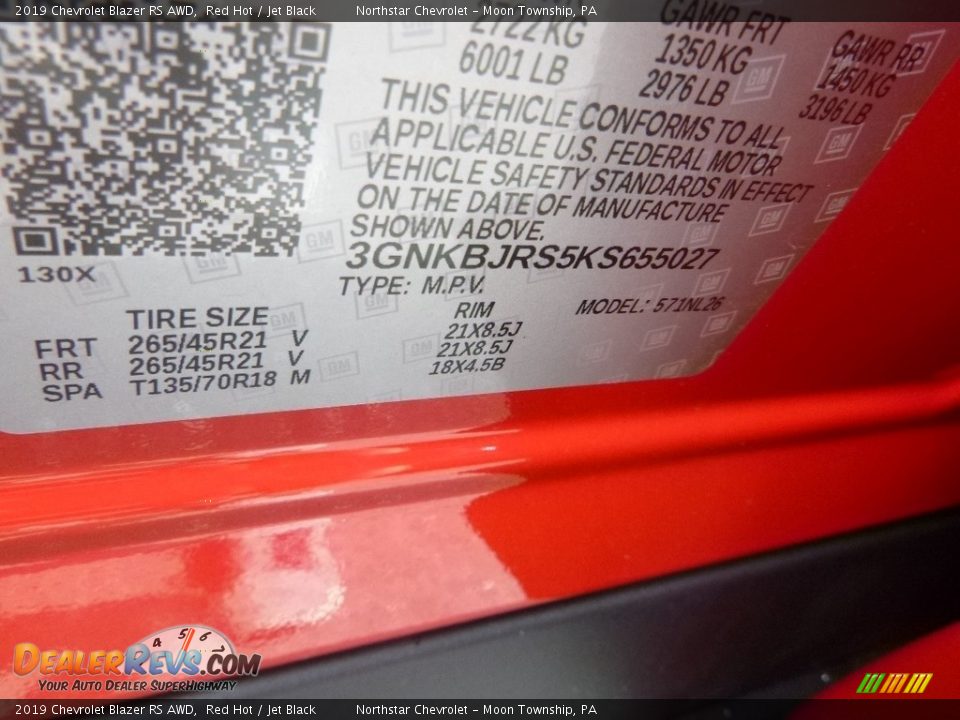 2019 Chevrolet Blazer RS AWD, Red Hot / Jet Black Northstar Chevrolet - Moon Township, PA
2722 KG
6001 LB
GAWR FRT
1350 KG
2976 LB
GAWR RR
1450 KG
3196 LB
THIS VEHICLE CONFORMS TO ALL
APPLICABLE U.S. FEDERAL MOTOR
VEHICLE SAFETY STANDARDS IN EFFECT
ON THE DATE OF MANUFACTURE
SHOWN ABOVE.
3GNKBJRS5KS655027
TYPE: M.P.V.
MODEL: 571NL26
130X
TIRE SIZE RIM
FRT 265/45R21 V 21X8.5J
RR 265/45R21 V 21X8.5J
SPA T135/70R18 M 18X4.5B
4 5 6
DealerRevs.com
Your Auto Dealer SuperHighway
2019 Chevrolet Blazer RS AWD, Red Hot / Jet Black Northstar Chevrolet - Moon Township, PA